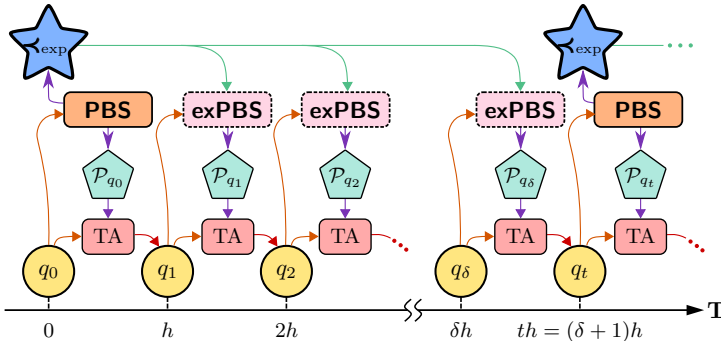 ≺exp ≺exp
PBS exPBS exPBS exPBS PBS
𝒫q0 𝒫q1 𝒫q2 𝒫qδ 𝒫qt
TA TA TA TA TA
q0 q1 q2 qδ qt
T
0 h 2h δh th = (δ + 1)h